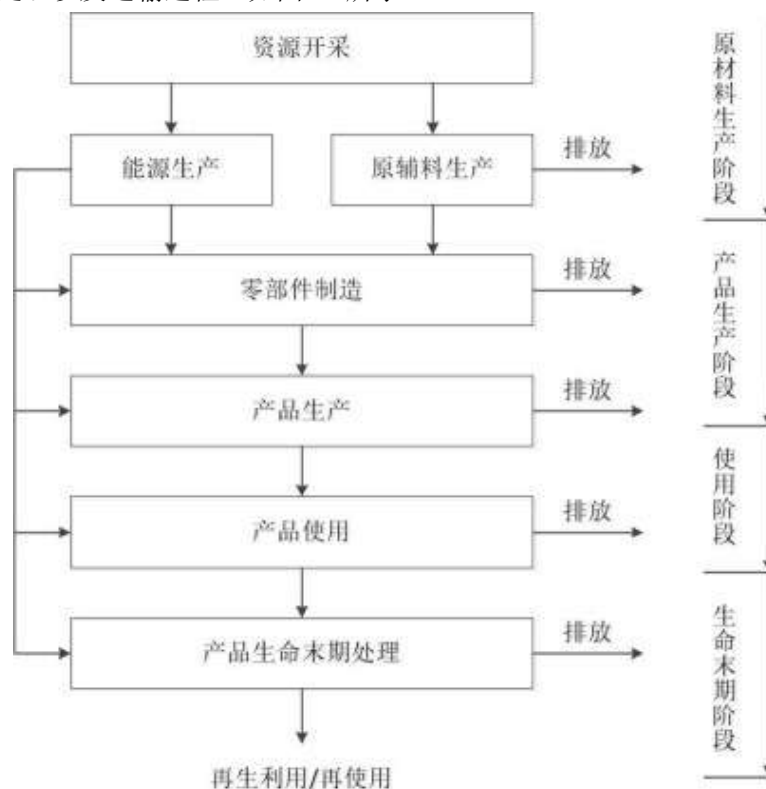 资源开采
能源生产
原辅料生产
排放
原材料生产阶段
零部件制造
排放
产品生产阶段
产品生产
排放
产品使用
排放
使用阶段
产品生命末期处理
排放
生命末期阶段
再生利用/再使用